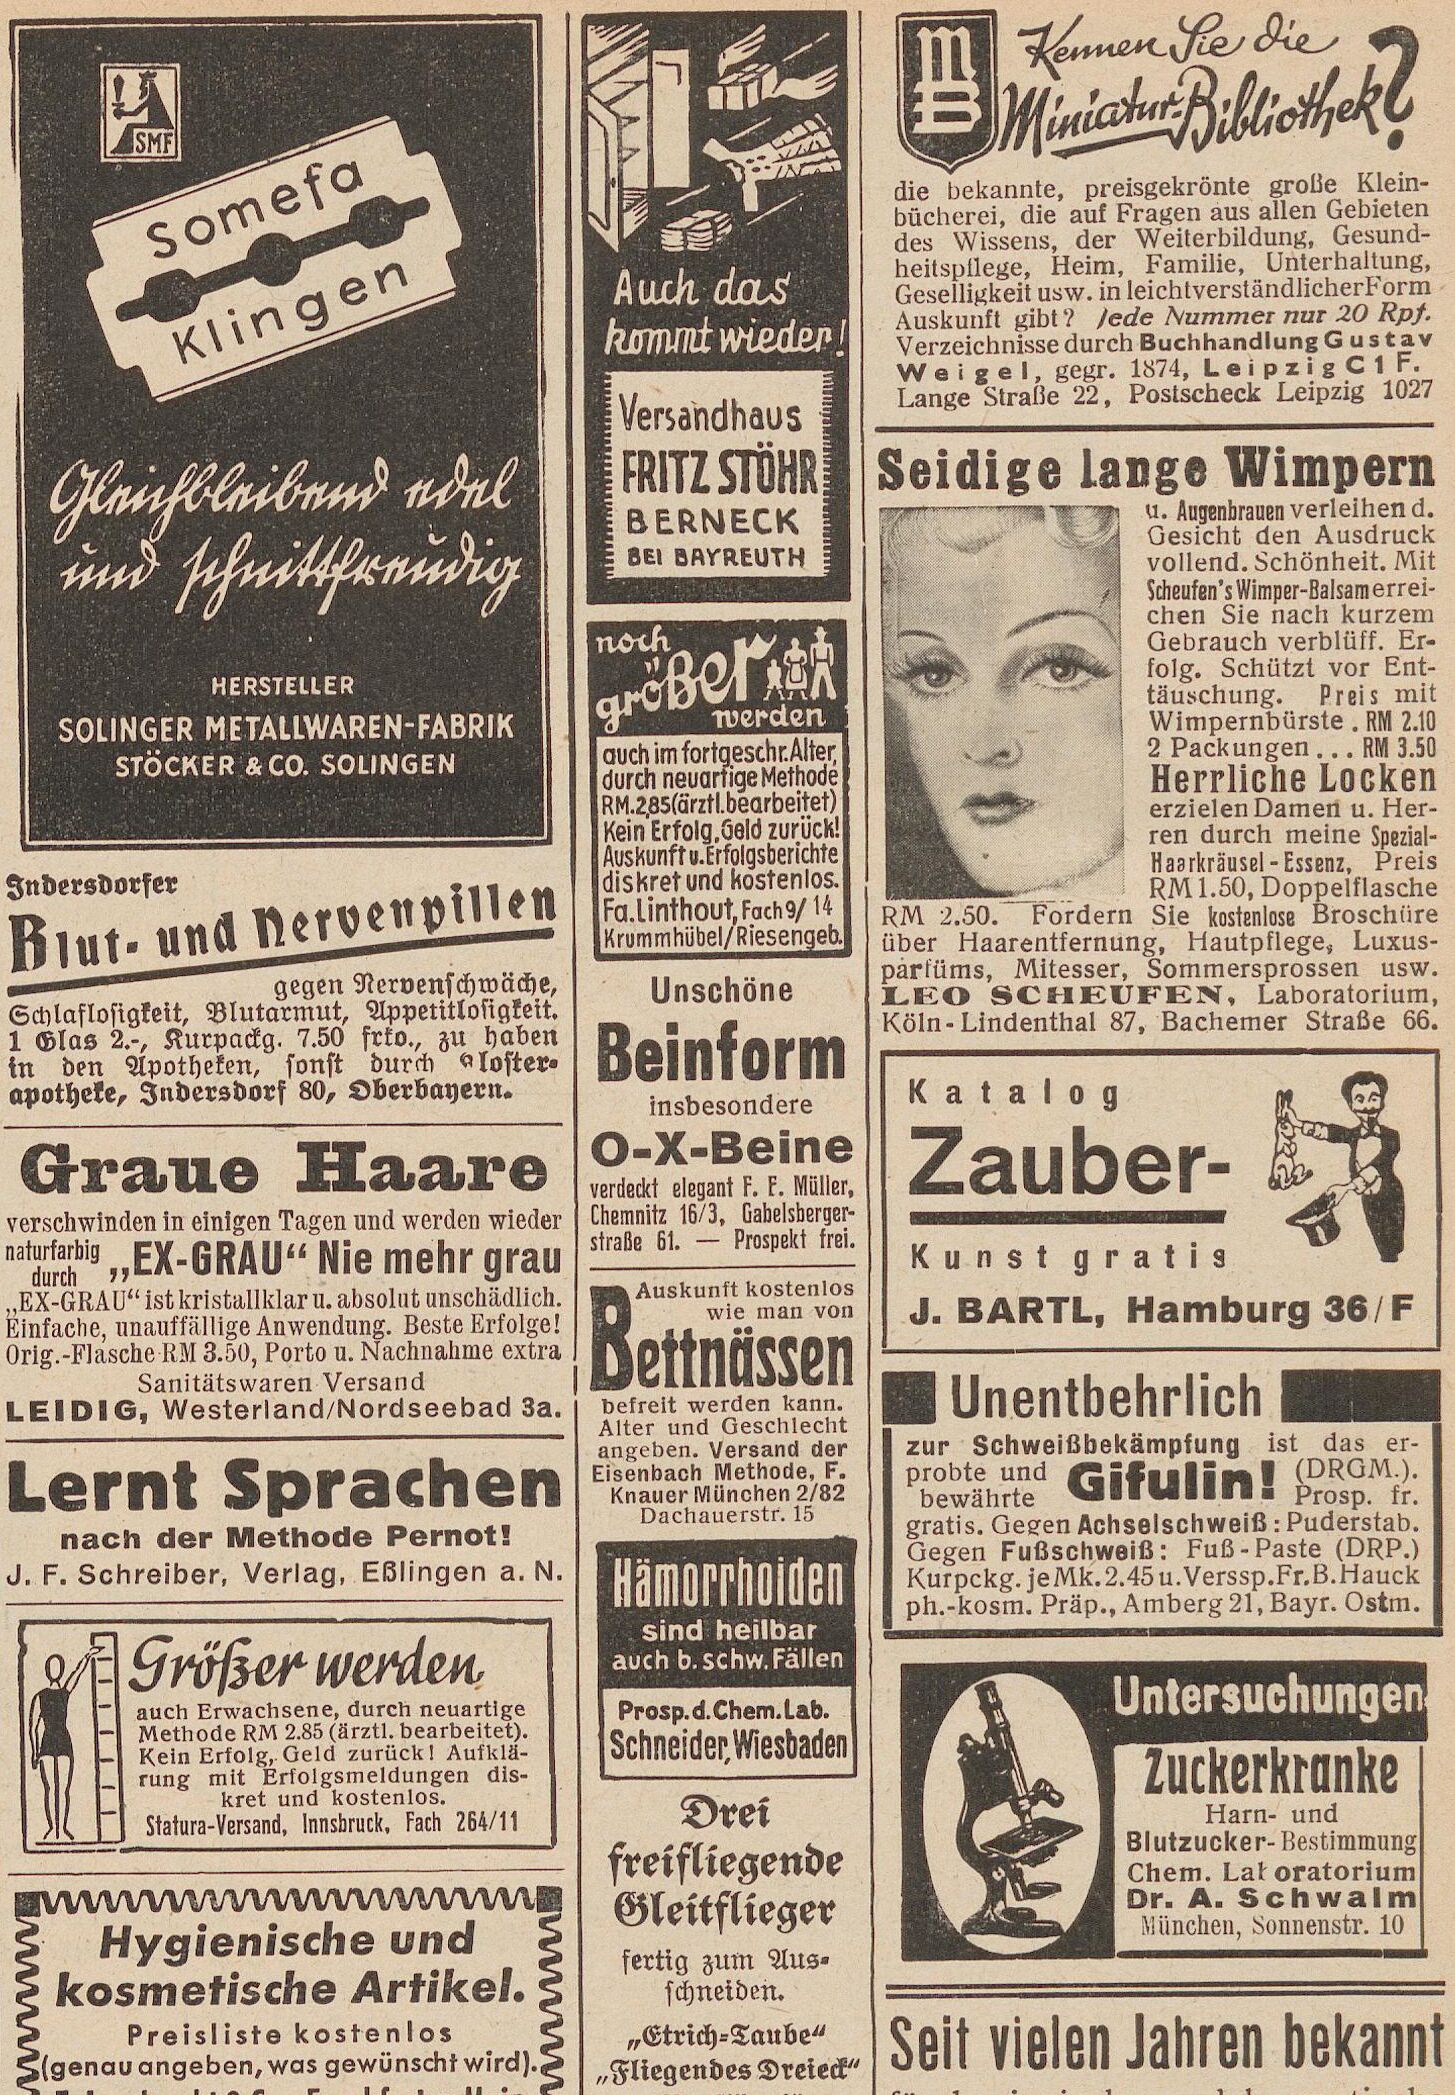 SMF
Somefa
Klingen
Gleichbleibend edel
und schnittfreudig
HERSTELLER
SOLINGER METALLWAREN-FABRIK
STÖCKER & CO. SOLINGEN
Indersdorfer
Blut- und Nervenpillen
gegen Nervenschwäche,
Schlaflosigkeit, Blutarmut, Appetitlosigkeit.
1 Glas 2.-, Kurpackg. 7.50 frko., zu haben
in den Apotheken, sonst durch Kloster-
apotheke, Indersdorf 80, Oberbayern.
Graue Haare
verschwinden in einigen Tagen und werden wieder
naturfarbig durch „EX-GRAU“ Nie mehr grau
„EX-GRAU“ ist kristallklar u. absolut unschädlich.
Einfache, unauffällige Anwendung. Beste Erfolge!
Orig.-Flasche RM 3.50, Porto u. Nachnahme extra
Sanitätswaren Versand
LEIDIG, Westerland/Nordseebad 3a.
Lernt Sprachen
nach der Methode Pernot!
J. F. Schreiber, Verlag, Eßlingen a. N.
Größer werden
auch Erwachsene, durch neuartige
Methode RM 2.85 (ärztl. bearbeitet).
Kein Erfolg, Geld zurück! Aufklä-
rung mit Erfolgsmeldungen dis-
kret und kostenlos.
Statura-Versand, Innsbruck, Fach 264/11
Hygienische und
kosmetische Artikel.
Preisliste kostenlos
(genau angeben, was gewünscht wird).
Auch das
kommt wieder!
Versandhaus
FRITZ STÖHR
BERNECK
BEI BAYREUTH
noch
größer
werden
auch im fortgeschr. Alter,
durch neuartige Methode
RM. 2,85 (ärztl. bearbeitet)
Kein Erfolg, Geld zurück!
Auskunft u. Erfolgsberichte
diskret und kostenlos.
Fa. Linthout, Fach 9/14
Krummhübel/Riesengeb.
Unschöne
Beinform
insbesondere
O-X-Beine
verdeckt elegant F. F. Müller,
Chemnitz 16/3, Gabelsberger-
straße 61. — Prospekt frei.
Auskunft kostenlos
wie man von
Bettnässen
befreit werden kann.
Alter und Geschlecht
angeben. Versand der
Eisenbach Methode, F.
Knauer München 2/82
Dachauerstr. 15
Hämorrhoiden
sind heilbar
auch b. schw. Fällen
Prosp. d. Chem. Lab.
Schneider, Wiesbaden
Drei
freifliegende
Gleitflieger
fertig zum Aus-
schneiden.
„Etrich-Taube“
„Fliegendes Dreieck“
MB
Kennen Sie die
Miniatur-Bibliothek?
die bekannte, preisgekrönte große Klein-
bücherei, die auf Fragen aus allen Gebieten
des Wissens, der Weiterbildung, Gesund-
heitspflege, Heim, Familie, Unterhaltung,
Geselligkeit usw. in leichtverständlicher Form
Auskunft gibt? Jede Nummer nur 20 Rpf.
Verzeichnisse durch Buchhandlung Gustav
Weigel, gegr. 1874, Leipzig C1 F.
Lange Straße 22, Postscheck Leipzig 1027
Seidige lange Wimpern
u. Augenbrauen verleihen d.
Gesicht den Ausdruck
vollend. Schönheit. Mit
Scheufen's Wimper-Balsam errei-
chen Sie nach kurzem
Gebrauch verblüff. Er-
folg. Schützt vor Ent-
täuschung. Preis mit
Wimpernbürste . RM 2.10
2 Packungen ... RM 3.50
Herrliche Locken
erzielen Damen u. Her-
ren durch meine Spezial-
Haarkräusel-Essenz, Preis
RM 1.50, Doppelflasche
RM 2.50. Fordern Sie kostenlose Broschüre
über Haarentfernung, Hautpflege, Luxus-
parfüms, Mitesser, Sommersprossen usw.
LEO SCHEUFEN, Laboratorium,
Köln-Lindenthal 87, Bachemer Straße 66.
Katalog
Zauber-
Kunst gratis
J. BARTL, Hamburg 36/F
Unentbehrlich
zur Schweißbekämpfung ist das er-
probte und bewährte Gifulin! (DRGM.). Prosp. fr.
gratis. Gegen Achselschweiß: Puderstab.
Gegen Fußschweiß: Fuß-Paste (DRP.)
Kurpckg. je Mk. 2.45 u. Verssp. Fr. B. Hauck
ph.-kosm. Präp., Amberg 21, Bayr. Ostm.
Untersuchungen
Zuckerkranke
Harn- und
Blutzucker-Bestimmung
Chem. Laboratorium
Dr. A. Schwalm
München, Sonnenstr. 10
Seit vielen Jahren bekannt